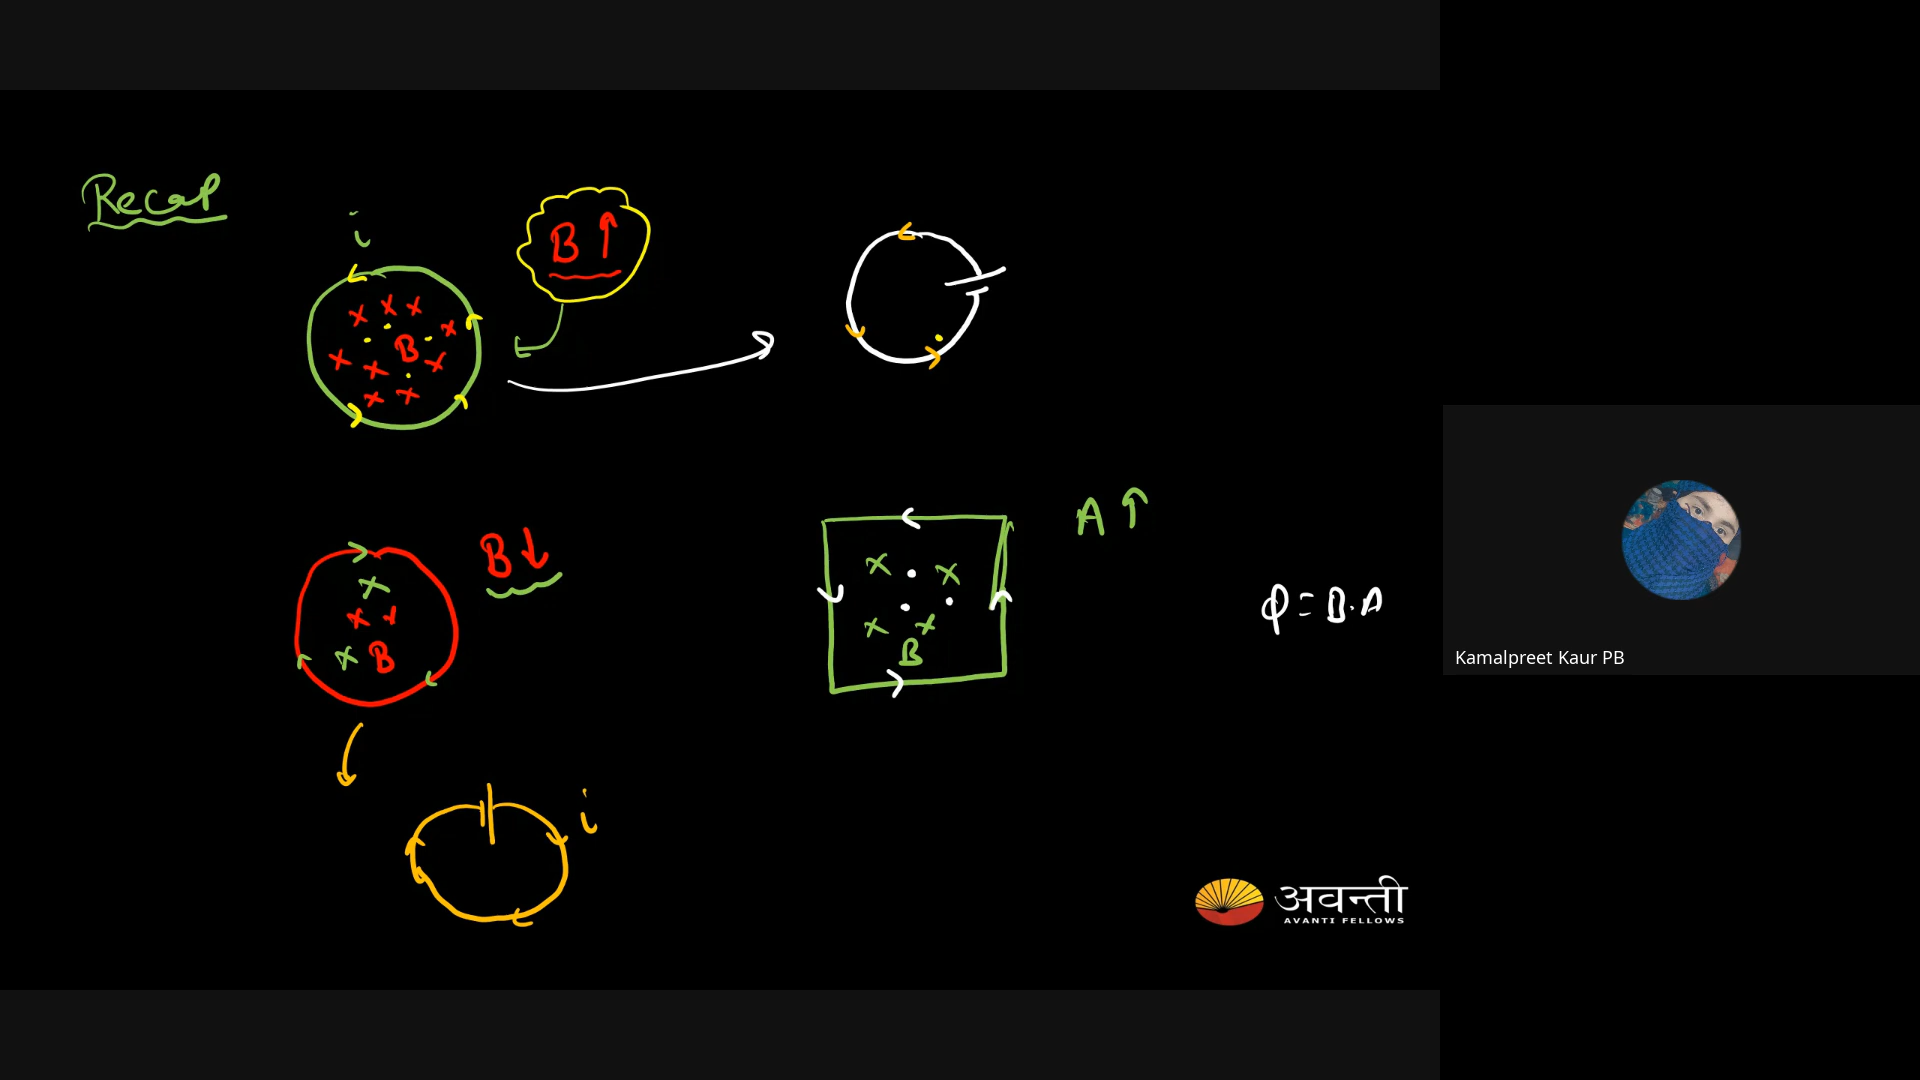 Recap
i
B ↑
x x x
x
B
x x x
x x
B ↓
x
x x
x B
i
A ↑
x x
x x
B
φ = B.A
Kamalpreet Kaur PB
अवन्ती
AVANTI FELLOWS